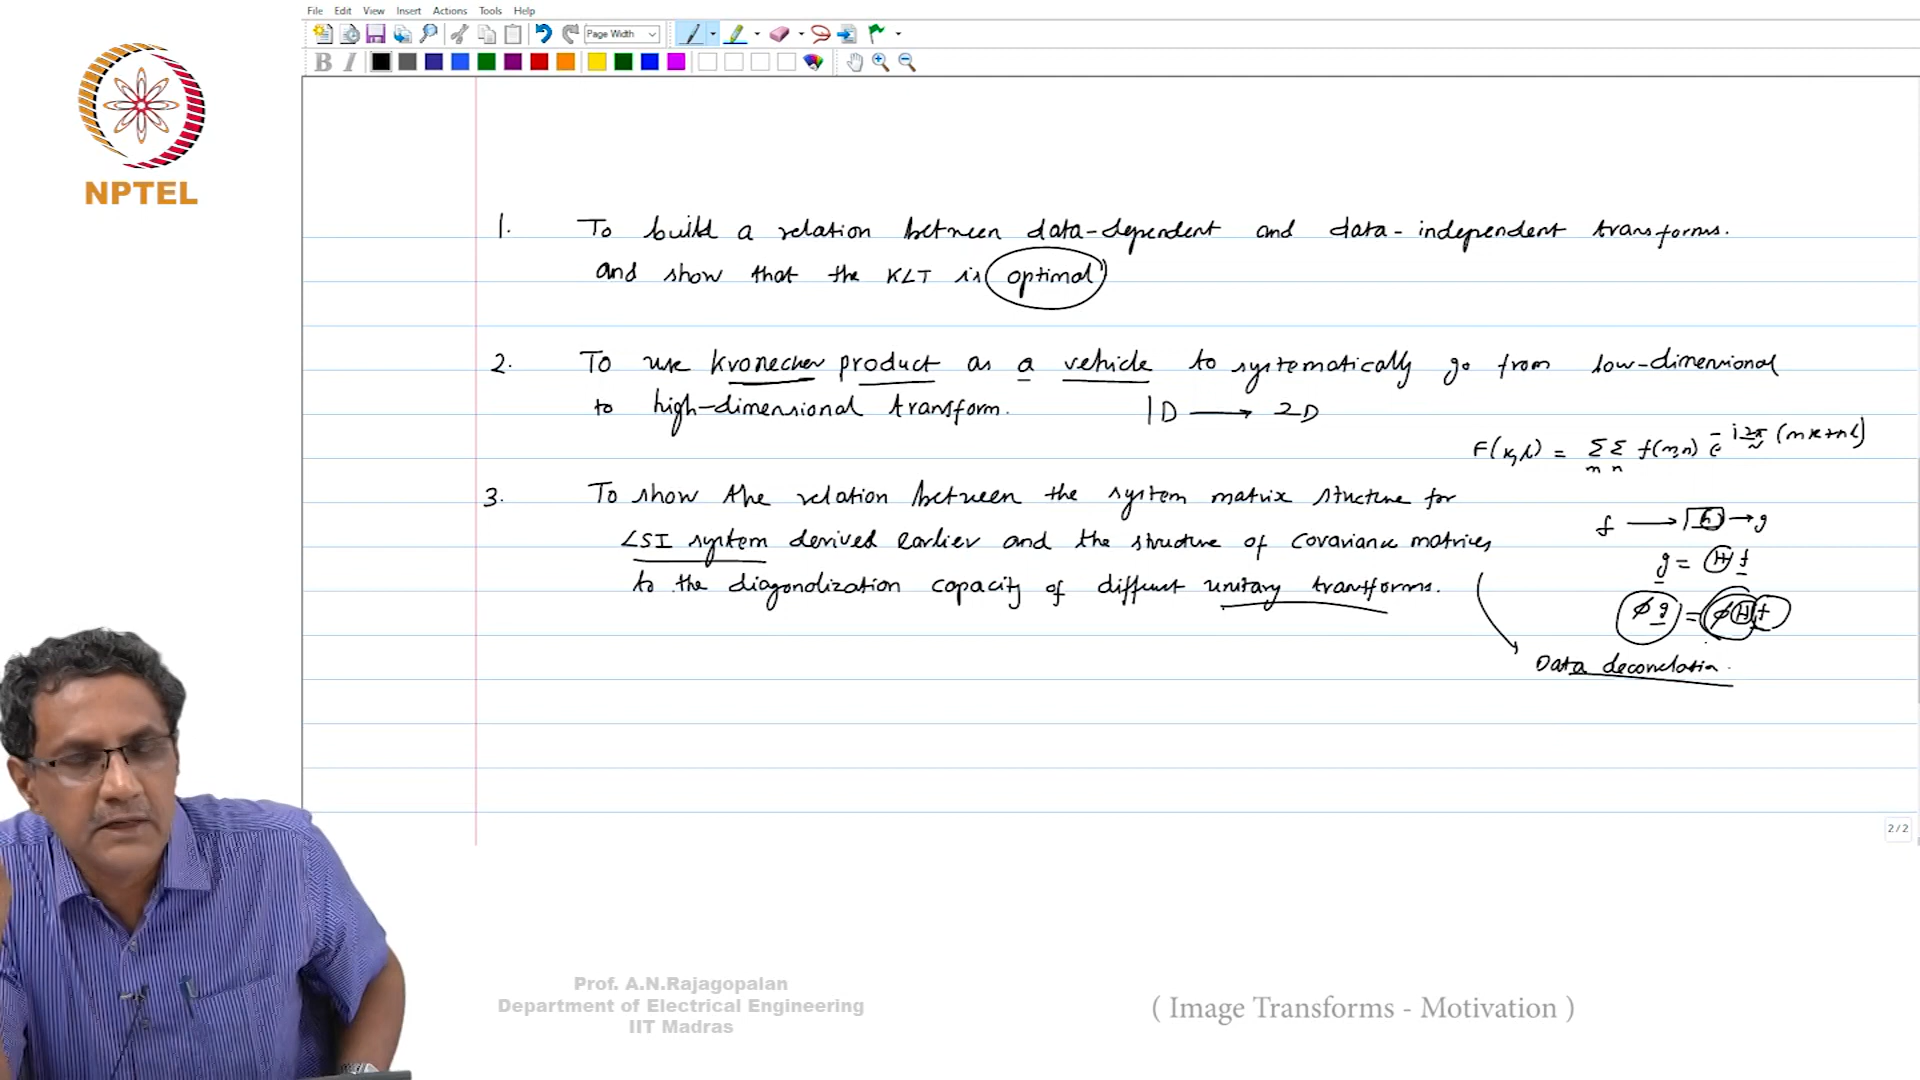 File Edit View Insert Actions Tools Help
Page Width
B I
NPTEL
1. To build a relation between data-dependent and data-independent transforms.
and show that the KLT is optimal
2. To use Kronecker product as a vehicle to systematically go from low-dimensional
to high-dimensional transform. 1D → 2D
F(k,l) = Σ Σ f(m,n) e
m n
3. To show the relation between the system matrix structure for
f → h → g
LSI system derived earlier and the structure of covariance matrices
g = H f
to the diagonalization capacity of different unitary transforms.
φ g = φ H f
Data decorrelation.
2/2
Prof. A.N.Rajagopalan
Department of Electrical Engineering
IIT Madras
( Image Transforms - Motivation )